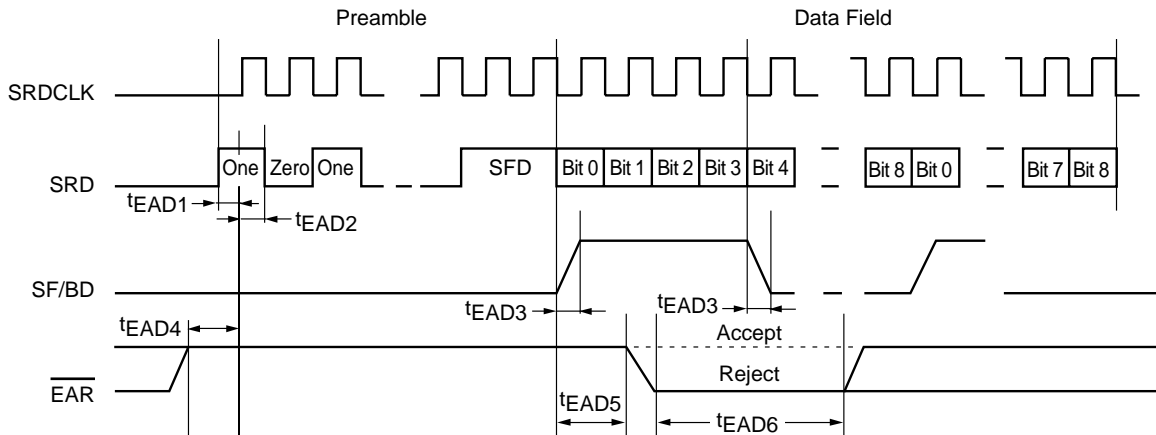 Preamble
Data Field
SRDCLK
SRD
One
Zero
One
SFD
Bit 0
Bit 1
Bit 2
Bit 3
Bit 4
Bit 8
Bit 0
Bit 7
Bit 8
tEAD1
tEAD2
SF/BD
tEAD3
tEAD3
tEAD4
Accept
EAR
Reject
tEAD5
tEAD6